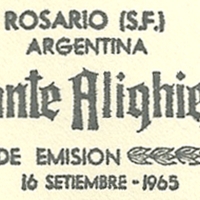 ROSARIO (S.F.)
ARGENTINA
ante Alighie
DE EMISION
16 SETIEMBRE - 1965